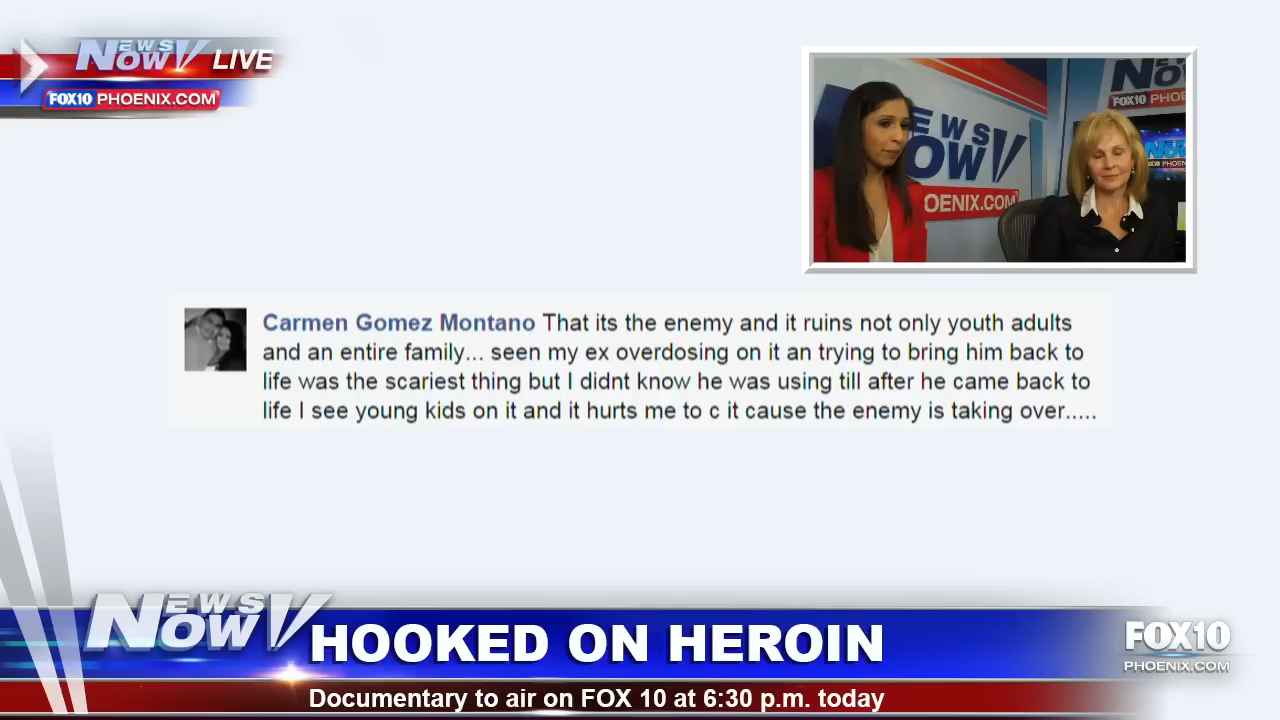 NEWS
NOW LIVE
FOX10 PHOENIX.COM
NEWS
NOW
OENIX.COM
NO
FOX10 PHOE
NOW
PHOENI
Carmen Gomez Montano That its the enemy and it ruins not only youth adults
and an entire family... seen my ex overdosing on it an trying to bring him back to
life was the scariest thing but I didnt know he was using till after he came back to
life I see young kids on it and it hurts me to c it cause the enemy is taking over.....
NEWS
NOW
HOOKED ON HEROIN
FOX10
PHOENIX.COM
Documentary to air on FOX 10 at 6:30 p.m. today